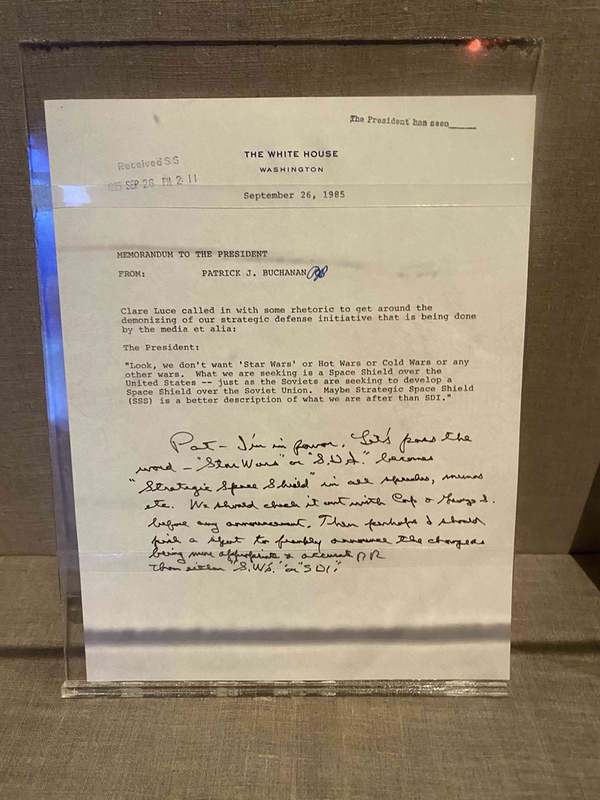 The President has seen____
THE WHITE HOUSE
WASHINGTON
Received S S
1985 SEP 26 PM 2:11
September 26, 1985
MEMORANDUM TO THE PRESIDENT
FROM: PATRICK J. BUCHANAN
Clare Luce called in with some rhetoric to get around the
demonizing of our strategic defense initiative that is being done
by the media et alia:
The President:
"Look, we don't want 'Star Wars' or Hot Wars or Cold Wars or any
other wars. What we are seeking is a Space Shield over the
United States -- just as the Soviets are seeking to develop a
Space Shield over the Soviet Union. Maybe Strategic Space Shield
(SSS) is a better description of what we are after than SDI."
Pat – I'm in favor. Let's pass the
word – "Star Wars" or "S.D.I." becomes
"Strategic Space Shield" in all speeches, memos
etc. We should check it out with Cap & George S.
before any announcement. Then perhaps I should
pick a spot to frankly announce the change as
being more appropriate & accurate RR
than either "S.W's." or "SDI."